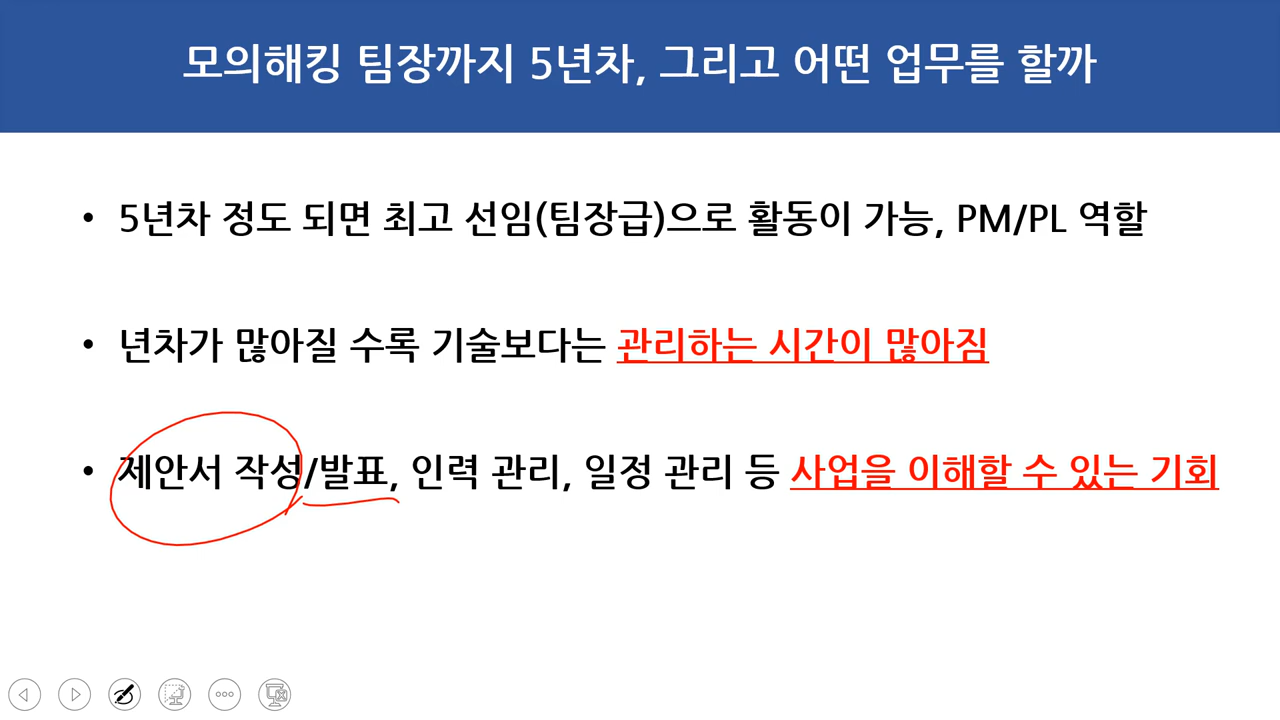 모의해킹 팀장까지 5년차, 그리고 어떤 업무를 할까
• 5년차 정도 되면 최고 선임(팀장급)으로 활동이 가능, PM/PL 역할
• 년차가 많아질 수록 기술보다는 관리하는 시간이 많아짐
• 제안서 작성/발표, 인력 관리, 일정 관리 등 사업을 이해할 수 있는 기회